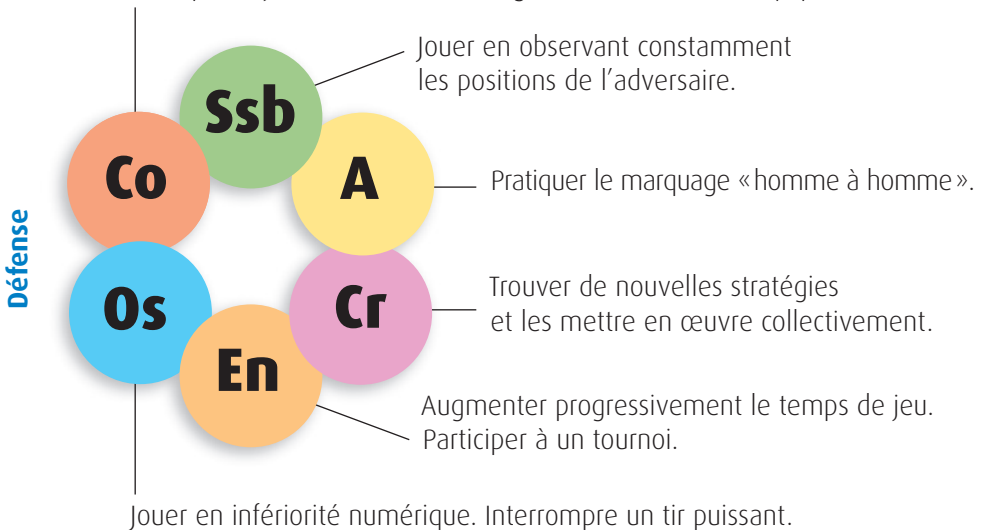 Jouer en observant constamment
les positions de l'adversaire.
Ssb
Co
A
Pratiquer le marquage «homme à homme».
Défense
Os
Cr
Trouver de nouvelles stratégies
et les mettre en œuvre collectivement.
En
Augmenter progressivement le temps de jeu.
Participer à un tournoi.
Jouer en infériorité numérique. Interrompre un tir puissant.